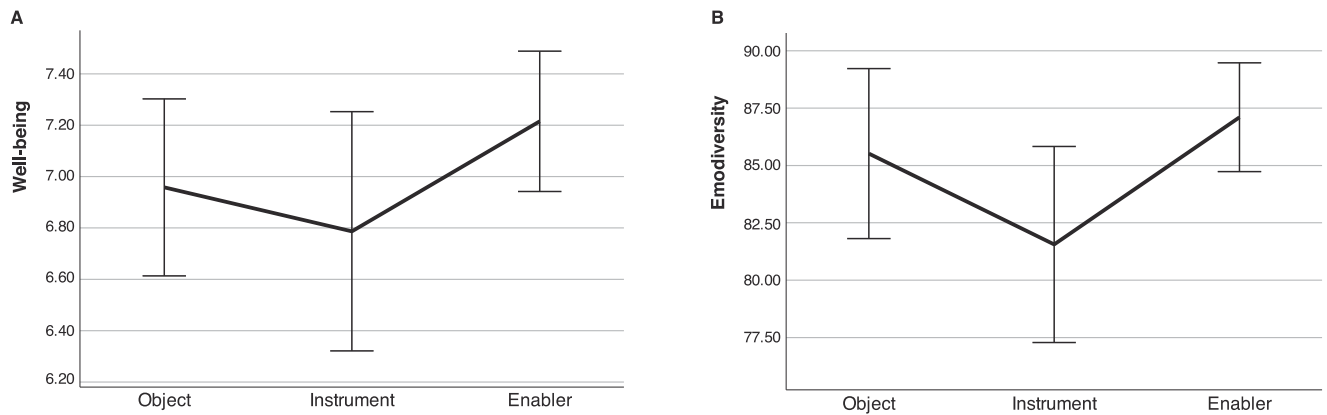 A
Well-being
7.40
7.20
7.00
6.80
6.60
6.40
6.20
Object Instrument Enabler
B
Emodiversity
90.00
87.50
85.00
82.50
80.00
77.50
Object Instrument Enabler